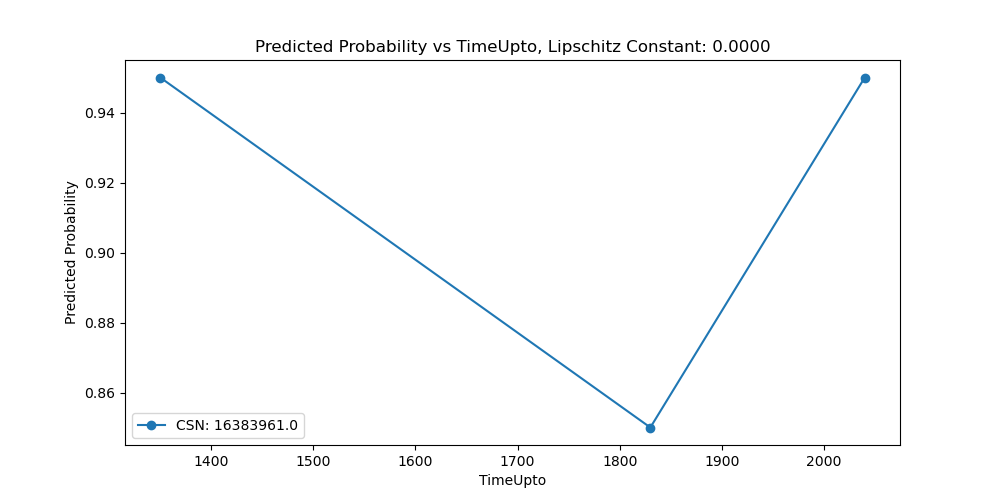 Predicted Probability vs TimeUpto, Lipschitz Constant: 0.0000
Predicted Probability
0.94
0.92
0.90
0.88
0.86
CSN: 16383961.0
1400 1500 1600 1700 1800 1900 2000
TimeUpto